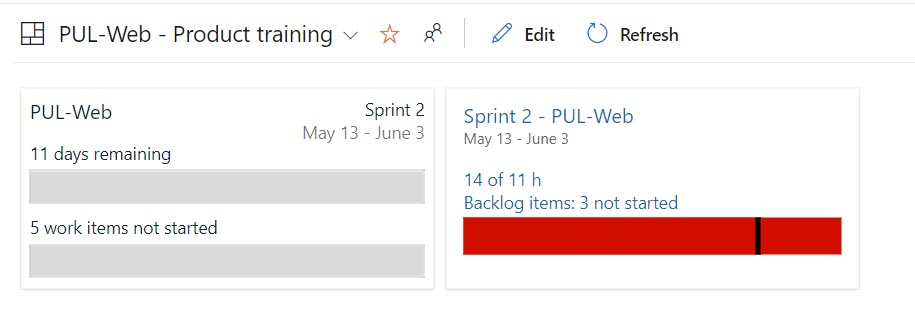 PUL-Web - Product training
Edit
Refresh
PUL-Web
Sprint 2
May 13 - June 3
11 days remaining
5 work items not started
Sprint 2 - PUL-Web
May 13 - June 3
14 of 11 h
Backlog items: 3 not started